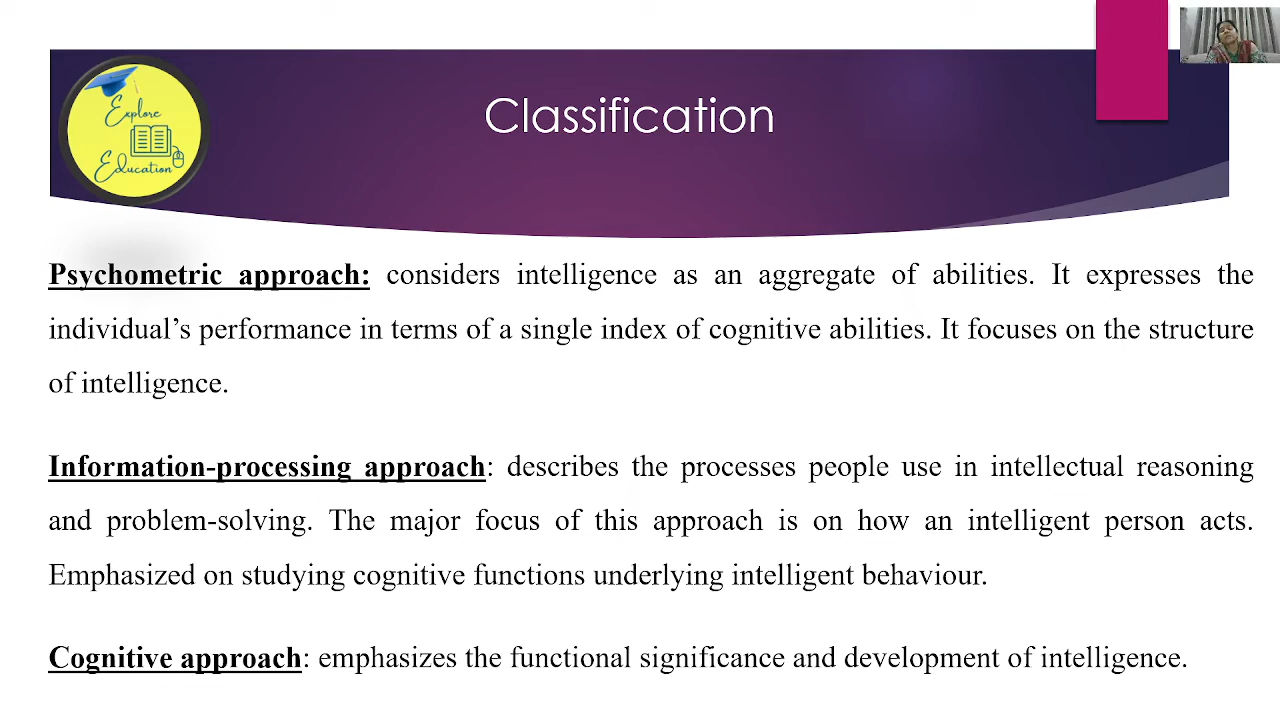 Explore
Education
Classification
Psychometric approach: considers intelligence as an aggregate of abilities. It expresses the
individual’s performance in terms of a single index of cognitive abilities. It focuses on the structure
of intelligence.
Information-processing approach: describes the processes people use in intellectual reasoning
and problem-solving. The major focus of this approach is on how an intelligent person acts.
Emphasized on studying cognitive functions underlying intelligent behaviour.
Cognitive approach: emphasizes the functional significance and development of intelligence.